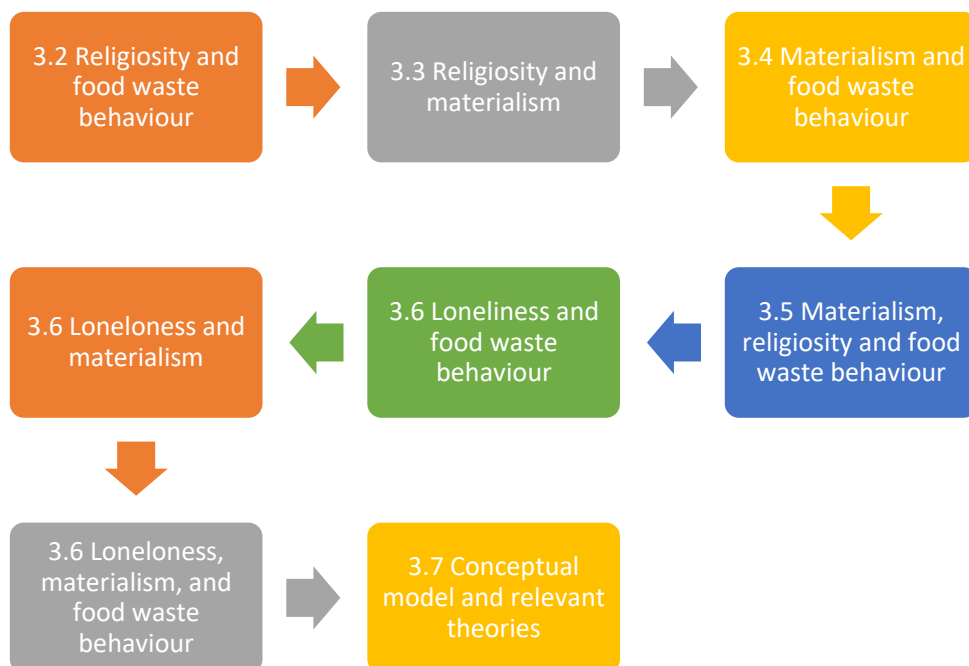 3.2 Religiosity and
food waste
behaviour
3.3 Religiosity and
materialism
3.4 Materialism and
food waste
behaviour
3.5 Materialism,
religiosity and food
waste behaviour
3.6 Loneliness and
food waste
behaviour
3.6 Loneloness and
materialism
3.6 Loneloness,
materialism, and
food waste
behaviour
3.7 Conceptual
model and relevant
theories